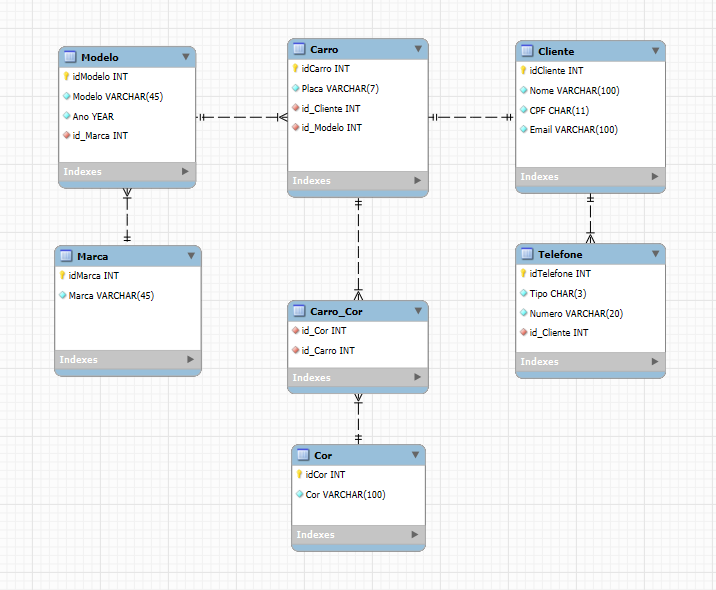 Modelo
idModelo INT
Modelo VARCHAR(45)
Ano YEAR
id_Marca INT
Indexes
Carro
idCarro INT
Placa VARCHAR(7)
id_Cliente INT
id_Modelo INT
Indexes
Cliente
idCliente INT
Nome VARCHAR(100)
CPF CHAR(11)
Email VARCHAR(100)
Indexes
Marca
idMarca INT
Marca VARCHAR(45)
Indexes
Carro_Cor
id_Cor INT
id_Carro INT
Indexes
Telefone
idTelefone INT
Tipo CHAR(3)
Numero VARCHAR(20)
id_Cliente INT
Indexes
Cor
idCor INT
Cor VARCHAR(100)
Indexes